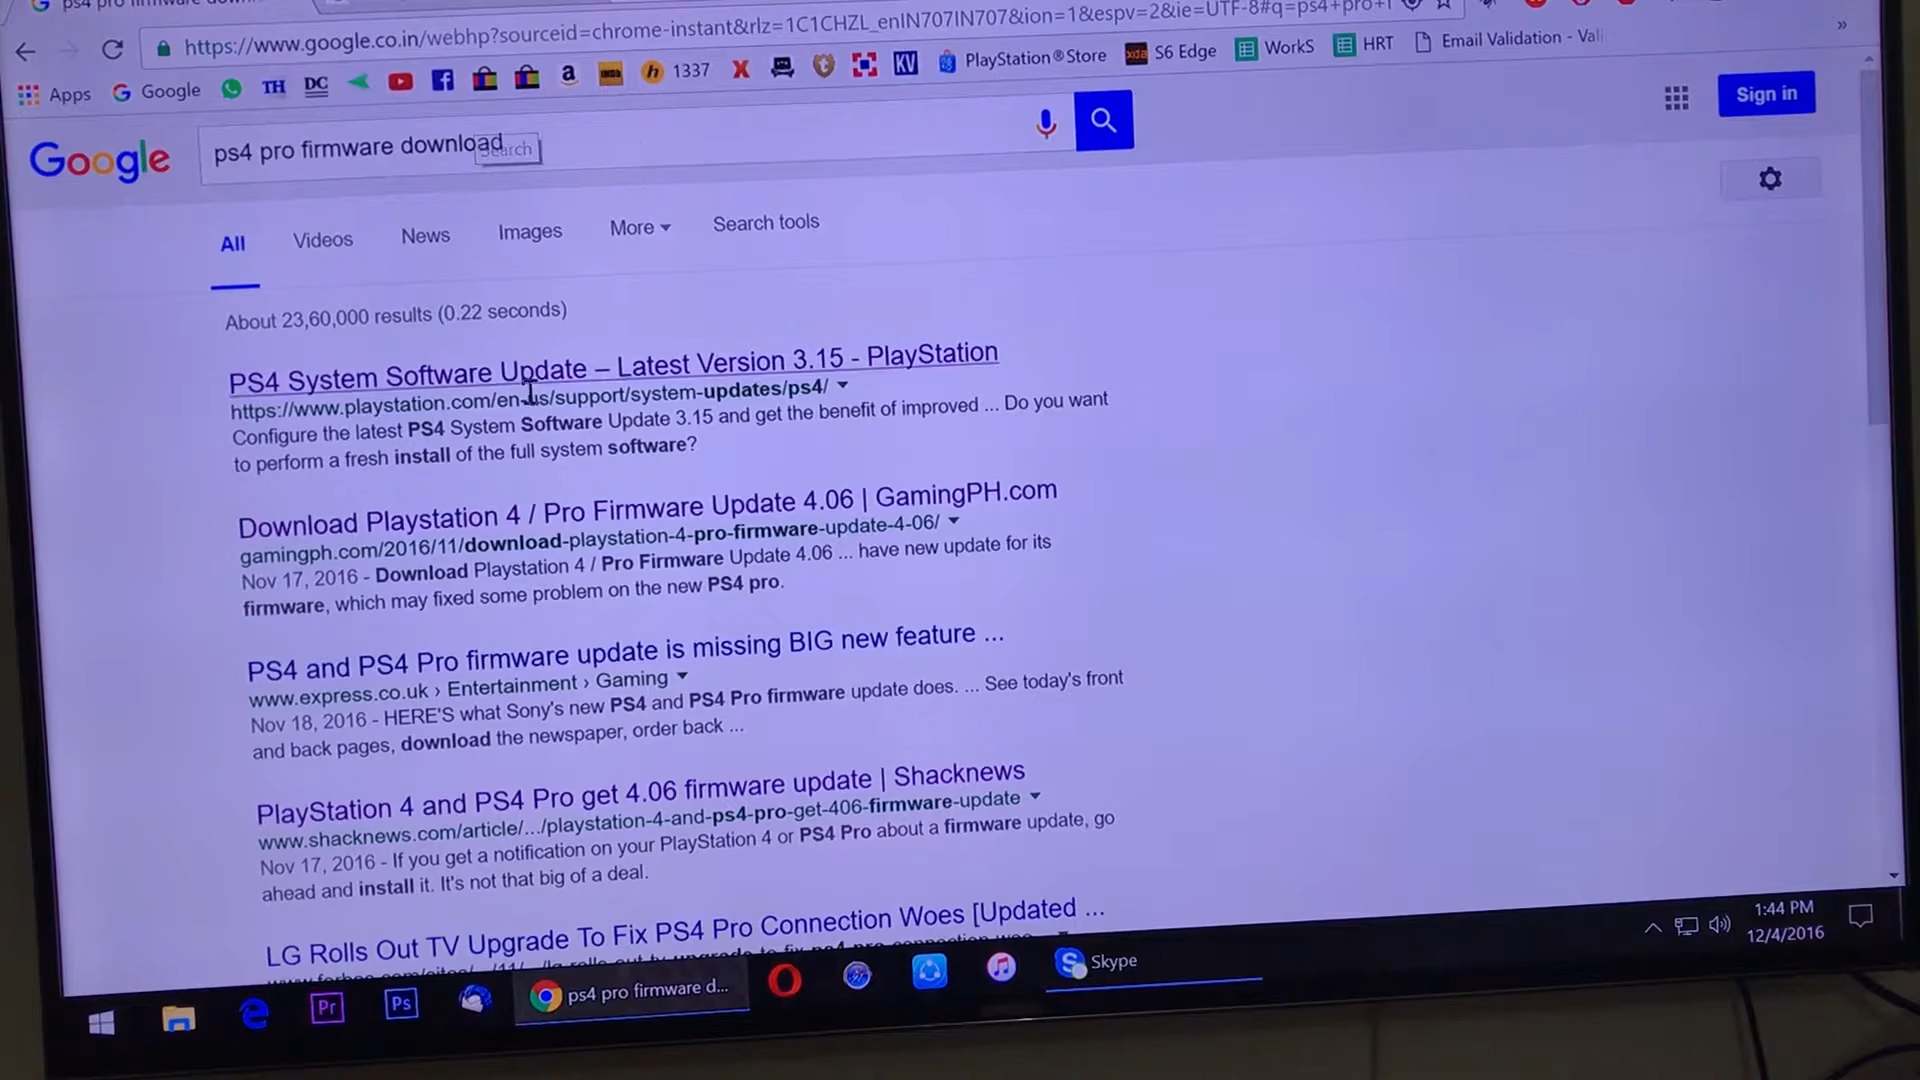 ps4 pro firmware dow
https://www.google.co.in/webhp?sourceid=chrome-instant&rlz=1C1CHZL_enIN707IN707&ion=1&espv=2&ie=UTF-8#q=ps4+pro+
Apps Google TH DC 1337 KV PlayStation®Store xda S6 Edge WorkS HRT Email Validation - Vali
Sign in
Google ps4 pro firmware download Search
All Videos News Images More Search tools
About 23,60,000 results (0.22 seconds)
PS4 System Software Update – Latest Version 3.15 - PlayStation
https://www.playstation.com/en-us/support/system-updates/ps4/
Configure the latest PS4 System Software Update 3.15 and get the benefit of improved ... Do you want
to perform a fresh install of the full system software?
Download Playstation 4 / Pro Firmware Update 4.06 | GamingPH.com
gamingph.com/2016/11/download-playstation-4-pro-firmware-update-4-06/
Nov 17, 2016 - Download Playstation 4 / Pro Firmware Update 4.06 ... have new update for its
firmware, which may fixed some problem on the new PS4 pro.
PS4 and PS4 Pro firmware update is missing BIG new feature ...
www.express.co.uk › Entertainment › Gaming
Nov 18, 2016 - HERE'S what Sony's new PS4 and PS4 Pro firmware update does. ... See today's front
and back pages, download the newspaper, order back ...
PlayStation 4 and PS4 Pro get 4.06 firmware update | Shacknews
www.shacknews.com/article/.../playstation-4-and-ps4-pro-get-406-firmware-update
Nov 17, 2016 - If you get a notification on your PlayStation 4 or PS4 Pro about a firmware update, go
ahead and install it. It's not that big of a deal.
LG Rolls Out TV Upgrade To Fix PS4 Pro Connection Woes [Updated ...
Pr Ps ps4 pro firmware d... Skype
1:44 PM
12/4/2016